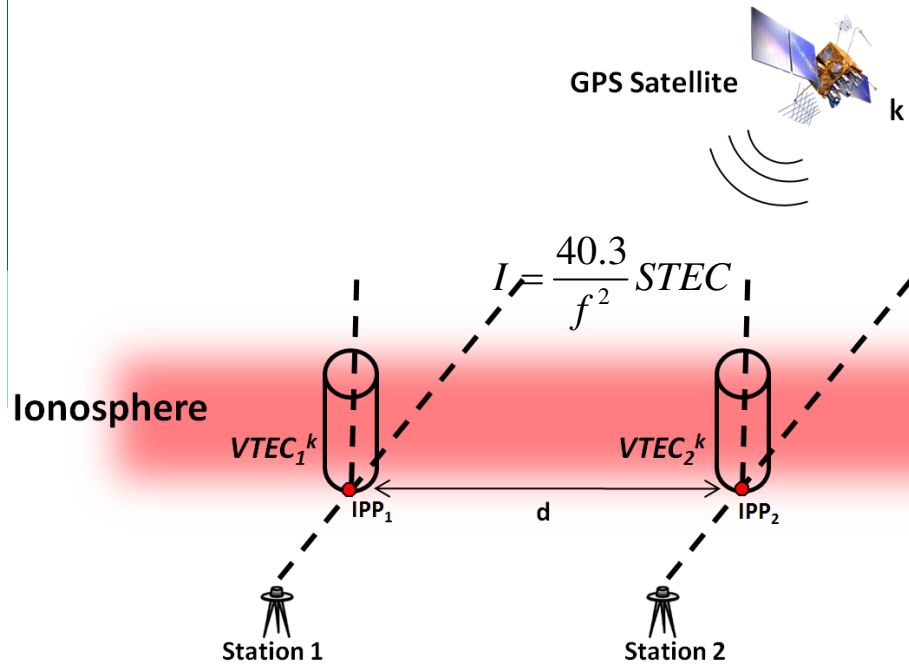 GPS Satellite
k
I = 40.3 / f² STEC
Ionosphere
VTEC₁ᵏ
VTEC₂ᵏ
IPP₁
d
IPP₂
Station 1
Station 2